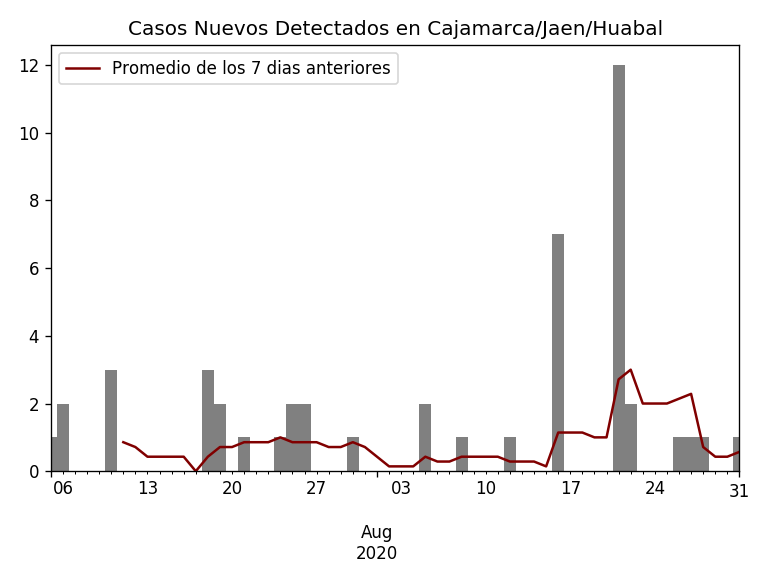 Casos Nuevos Detectados en Cajamarca/Jaen/Huabal
Promedio de los 7 dias anteriores
12
10
8
6
4
2
0
06 13 20 27 03 10 17 24 31
Aug
2020